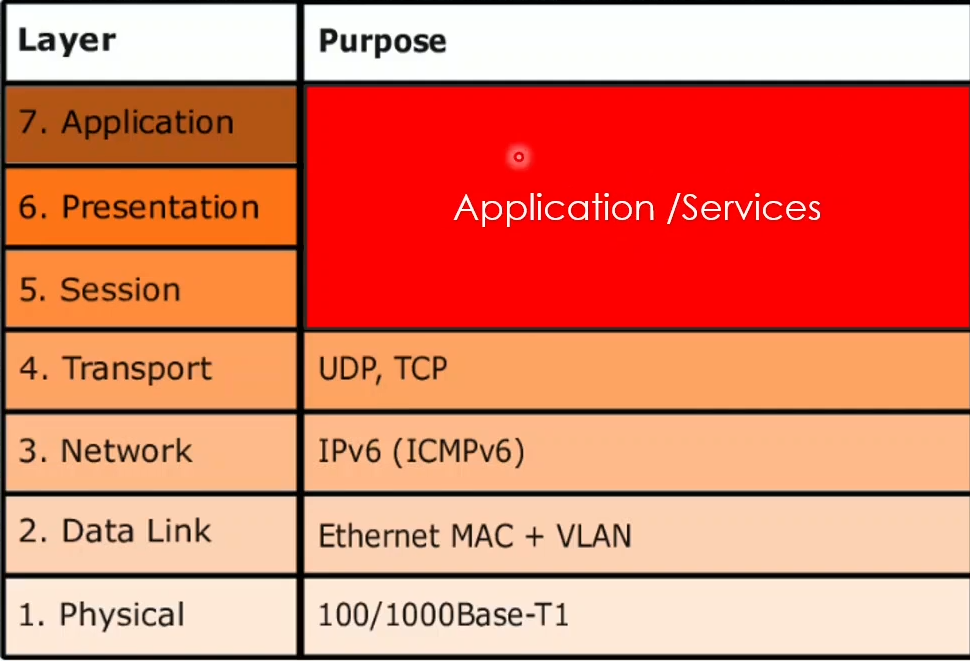 Layer
Purpose
7. Application
6. Presentation
Application /Services
5. Session
4. Transport
UDP, TCP
3. Network
IPv6 (ICMPv6)
2. Data Link
Ethernet MAC + VLAN
1. Physical
100/1000Base-T1